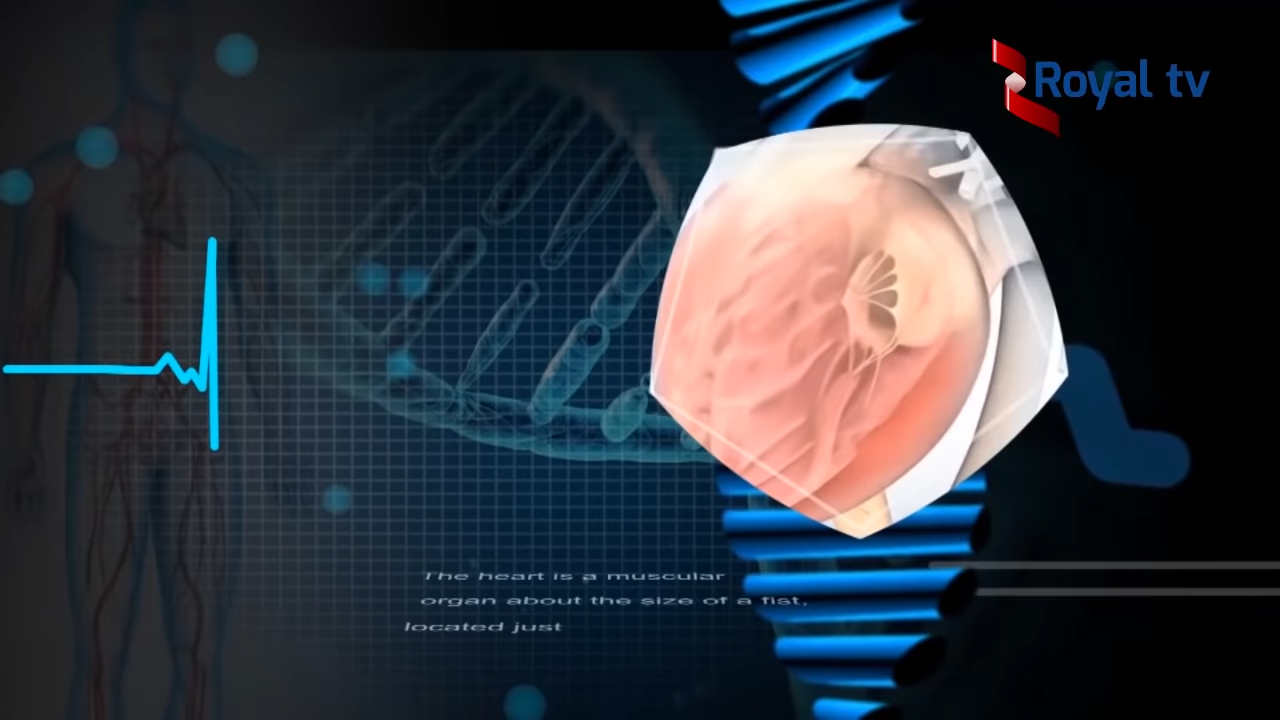 Royal tv
The heart is a muscular
organ about the size of a fist,
located just